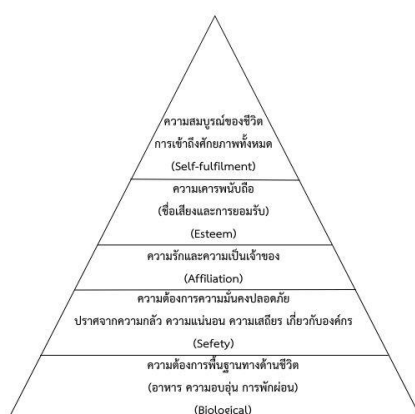 ความสมบูรณ์ของชีวิต
การเข้าถึงศักยภาพทั้งหมด
(Self-fulfilment)
ความเคารพนับถือ
(ชื่อเสียงและการยอมรับ)
(Esteem)
ความรักและความเป็นเจ้าของ
(Affiliation)
ความต้องการความมั่นคงปลอดภัย
ปราศจากความกลัว ความแน่นอน ความเสถียร เกี่ยวกับองค์กร
(Sefety)
ความต้องการพื้นฐานทางด้านชีวิต
(อาหาร ความอบอุ่น การพักผ่อน)
(Biological)